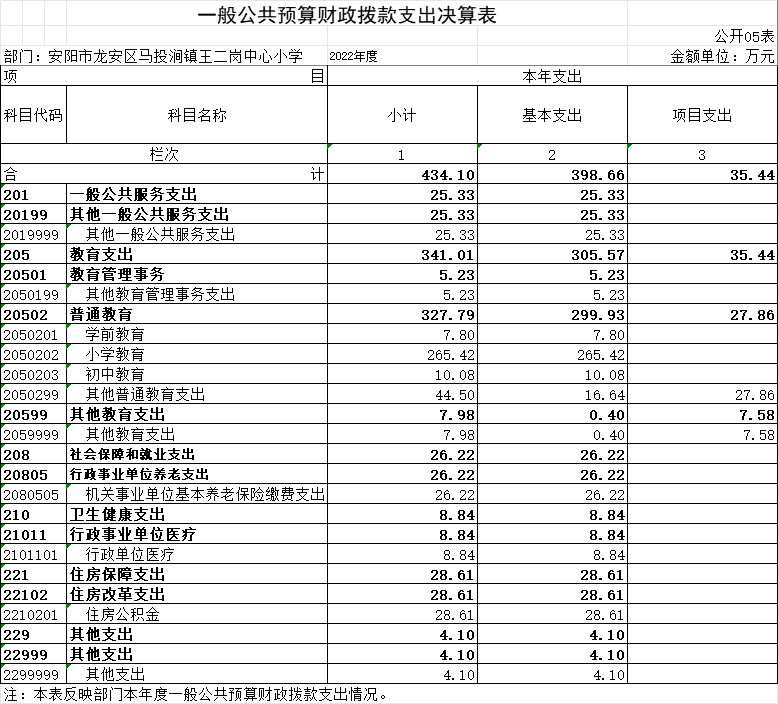 一般公共预算财政拨款支出决算表
公开05表
部门：安阳市龙安区马投涧镇王二岗中心小学 2022年度 金额单位：万元
项 目 本年支出
科目代码 科目名称 小计 基本支出 项目支出
栏次 1 2 3
合 计 434.10 398.66 35.44
201 一般公共服务支出 25.33 25.33
20199 其他一般公共服务支出 25.33 25.33
2019999 其他一般公共服务支出 25.33 25.33
205 教育支出 341.01 305.57 35.44
20501 教育管理事务 5.23 5.23
2050199 其他教育管理事务支出 5.23 5.23
20502 普通教育 327.79 299.93 27.86
2050201 学前教育 7.80 7.80
2050202 小学教育 265.42 265.42
2050203 初中教育 10.08 10.08
2050299 其他普通教育支出 44.50 16.64 27.86
20599 其他教育支出 7.98 0.40 7.58
2059999 其他教育支出 7.98 0.40 7.58
208 社会保障和就业支出 26.22 26.22
20805 行政事业单位养老支出 26.22 26.22
2080505 机关事业单位基本养老保险缴费支出 26.22 26.22
210 卫生健康支出 8.84 8.84
21011 行政事业单位医疗 8.84 8.84
2101101 行政单位医疗 8.84 8.84
221 住房保障支出 28.61 28.61
22102 住房改革支出 28.61 28.61
2210201 住房公积金 28.61 28.61
229 其他支出 4.10 4.10
22999 其他支出 4.10 4.10
2299999 其他支出 4.10 4.10
注：本表反映部门本年度一般公共预算财政拨款支出情况。